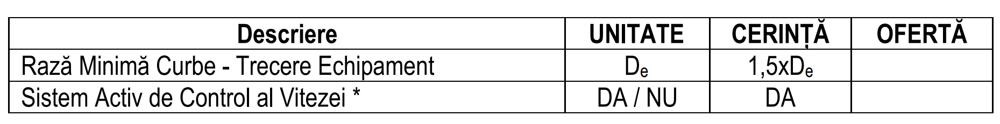 Descriere UNITATE CERINȚĂ OFERTĂ
Rază Minimă Curbe - Trecere Echipament De 1,5xDe
Sistem Activ de Control al Vitezei * DA / NU DA